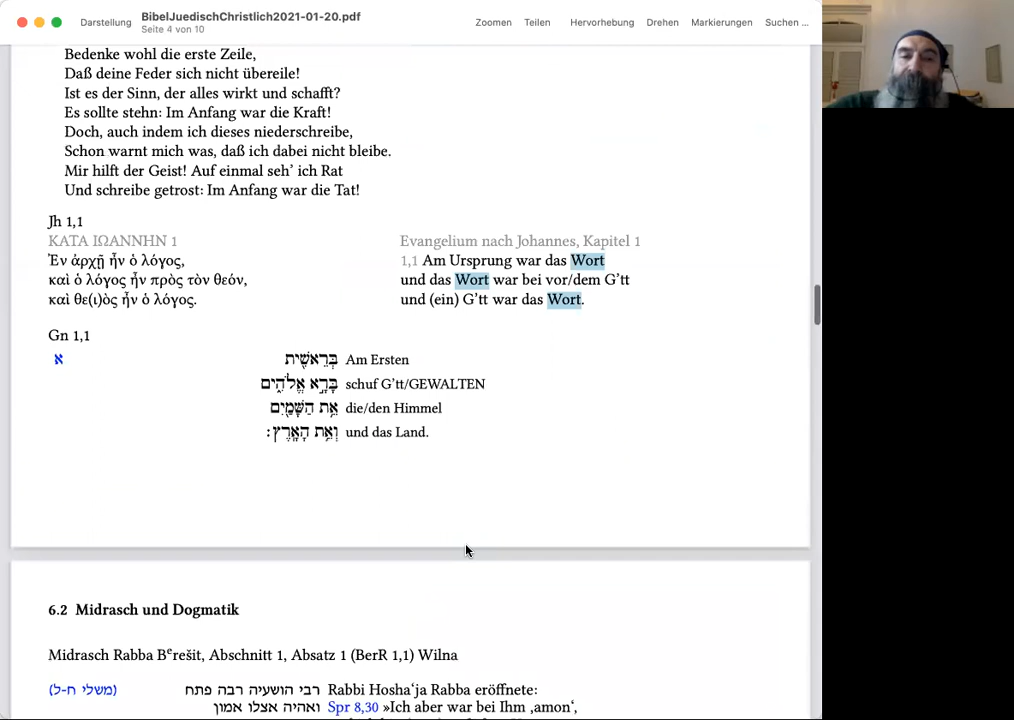 Darstellung
BibelJuedischChristlich2021-01-20.pdf
Seite 4 von 10
Zoomen Teilen Hervorhebung Drehen Markierungen Suchen ...
Bedenke wohl die erste Zeile,
Daß deine Feder sich nicht übereile!
Ist es der Sinn, der alles wirkt und schafft?
Es sollte stehn: Im Anfang war die Kraft!
Doch, auch indem ich dieses niederschreibe,
Schon warnt mich was, daß ich dabei nicht bleibe.
Mir hilft der Geist! Auf einmal seh’ ich Rat
Und schreibe getrost: Im Anfang war die Tat!
Jh 1,1
ΚΑΤΑ ΙΩΑΝΝΗΝ 1
Ἐν ἀρχῇ ἦν ὁ λόγος,
καὶ ὁ λόγος ἦν πρὸς τὸν θεόν,
καὶ θε(ι)ὸς ἦν ὁ λόγος.
Evangelium nach Johannes, Kapitel 1
1,1 Am Ursprung war das Wort
und das Wort war bei vor/dem G’tt
und (ein) G’tt war das Wort.
Gn 1,1
א
בְּרֵאשִׁ֖ית Am Ersten
בָּרָ֣א אֱלֹהִ֑ים schuf G’tt/GEWALTEN
אֵ֥ת הַשָּׁמַ֖יִם die/den Himmel
וְאֵ֥ת הָאָֽרֶץ׃ und das Land.
6.2 Midrasch und Dogmatik
Midrasch Rabba Bᵉrešit, Abschnitt 1, Absatz 1 (BerR 1,1) Wilna
(משלי ח-ל) רבי הושעיה רבה פתח Rabbi Hosha‘ja Rabba eröffnete:
ואהיה אצלו אמון Spr 8,30 »Ich aber war bei Ihm ‚amon‘,